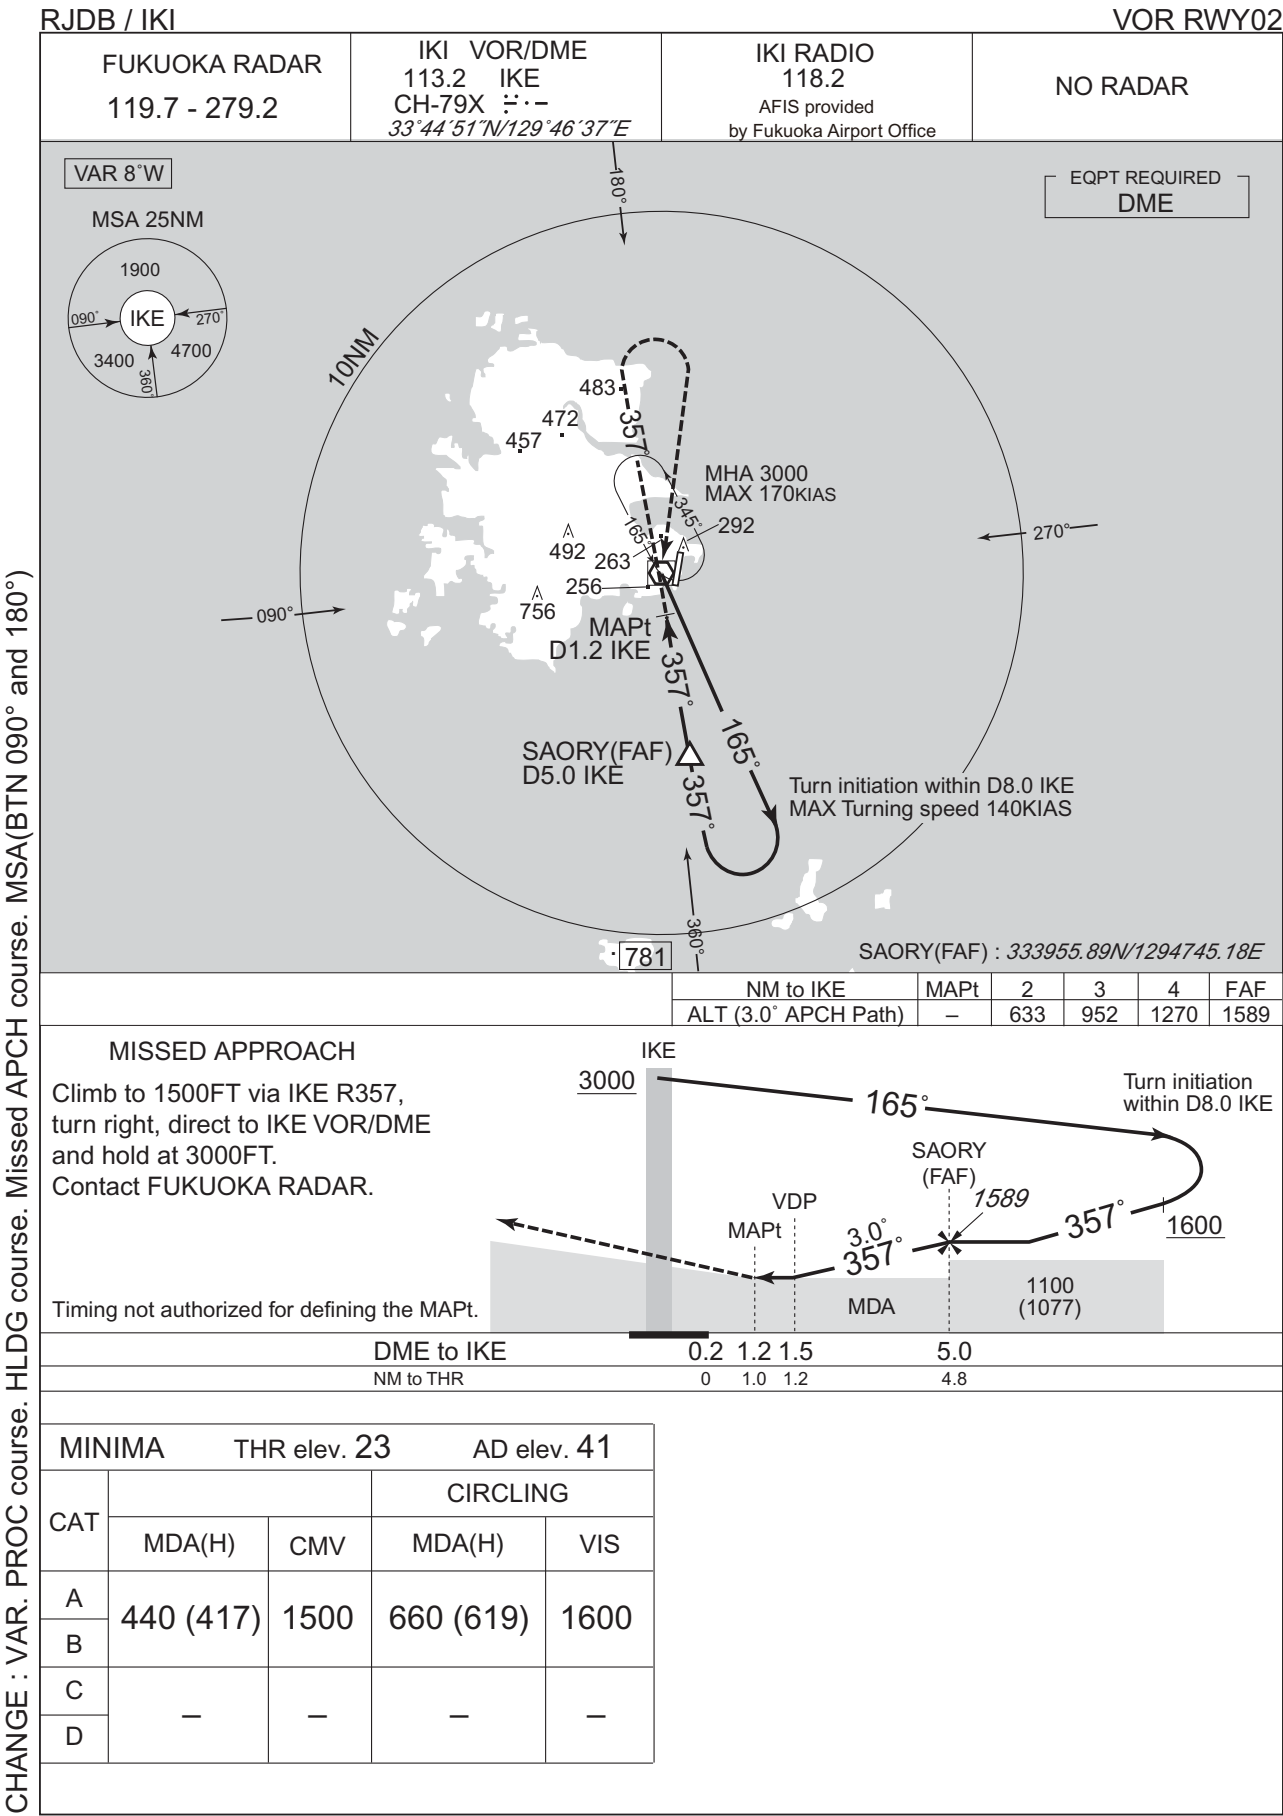 RJDB / IKI
VOR RWY02
FUKUOKA RADAR
119.7 - 279.2
IKI VOR/DME
113.2 IKE
CH-79X
33˚44´51˝N/129˚46´37˝E
IKI RADIO
118.2
AFIS provided
by Fukuoka Airport Office
NO RADAR
VAR 8˚W
MSA 25NM
1900
090˚
IKE
270˚
3400
4700
360˚
180˚
EQPT REQUIRED
DME
10NM
483
357˚
472
457
MHA 3000
MAX 170KIAS
345˚
165˚
292
492
263
256
756
270˚
090˚
MAPt
D1.2 IKE
357˚
165˚
SAORY(FAF)
D5.0 IKE
357˚
Turn initiation within D8.0 IKE
MAX Turning speed 140KIAS
360˚
781
SAORY(FAF) : 333955.89N/1294745.18E
NM to IKE MAPt 2 3 4 FAF
ALT (3.0˚ APCH Path) – 633 952 1270 1589
MISSED APPROACH
Climb to 1500FT via IKE R357,
turn right, direct to IKE VOR/DME
and hold at 3000FT.
Contact FUKUOKA RADAR.
Timing not authorized for defining the MAPt.
IKE
3000
165˚
Turn initiation
within D8.0 IKE
SAORY
(FAF)
1589
VDP
MAPt
3.0˚
357˚
357˚
1600
MDA
1100
(1077)
DME to IKE 0.2 1.2 1.5 5.0
NM to THR 0 1.0 1.2 4.8
MINIMA THR elev. 23 AD elev. 41
CAT
CIRCLING
MDA(H) CMV MDA(H) VIS
A
B
440 (417) 1500 660 (619) 1600
C
D
– – – –
CHANGE : VAR. PROC course. HLDG course. Missed APCH course. MSA(BTN 090° and 180°)